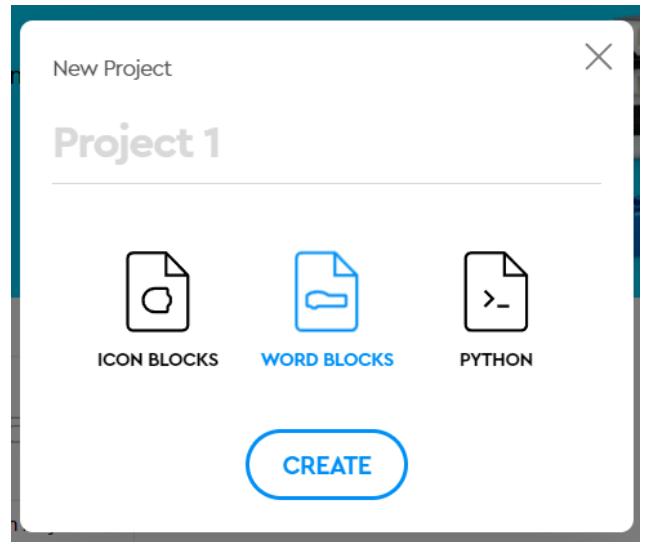 New Project
Project 1
ICON BLOCKS
WORD BLOCKS
>_
PYTHON
CREATE